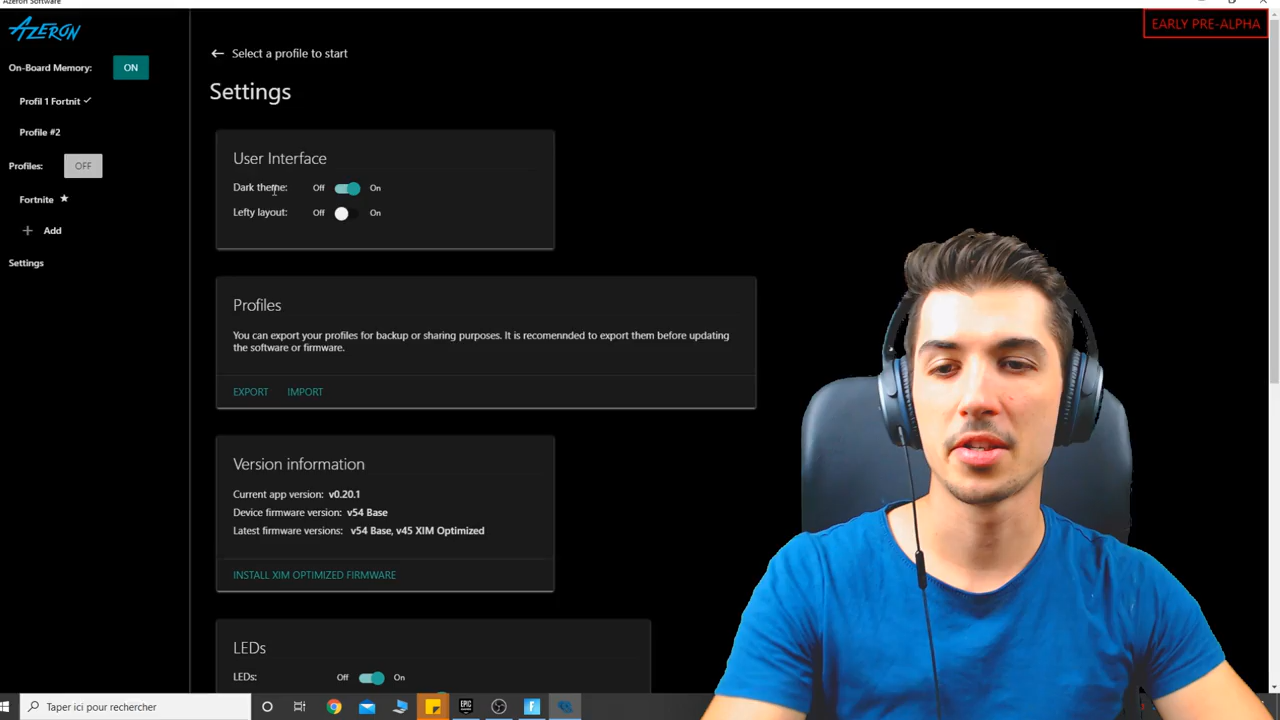 Azeron Software
AZERON
EARLY PRE-ALPHA
On-Board Memory: ON
Profil 1 Fortnit
Profile #2
Profiles: OFF
Fortnite
Add
Settings
Select a profile to start
Settings
User Interface
Dark theme: Off On
Lefty layout: Off On
Profiles
You can export your profiles for backup or sharing purposes. It is recomennded to export them before updating
the software or firmware.
EXPORT IMPORT
Version information
Current app version: v0.20.1
Device firmware version: v54 Base
Latest firmware versions: v54 Base, v45 XIM Optimized
INSTALL XIM OPTIMIZED FIRMWARE
LEDs
LEDs: Off On
Taper ici pour rechercher
EPIC